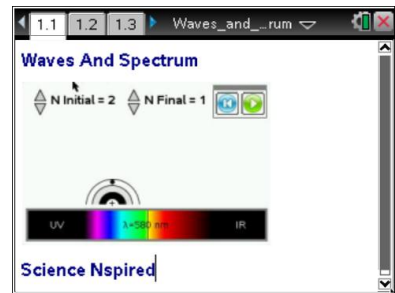 1.1 1.2 1.3 Waves_and_...rum
Waves And Spectrum
N Initial = 2 N Final = 1
UV λ=580 nm IR
Science Nspired